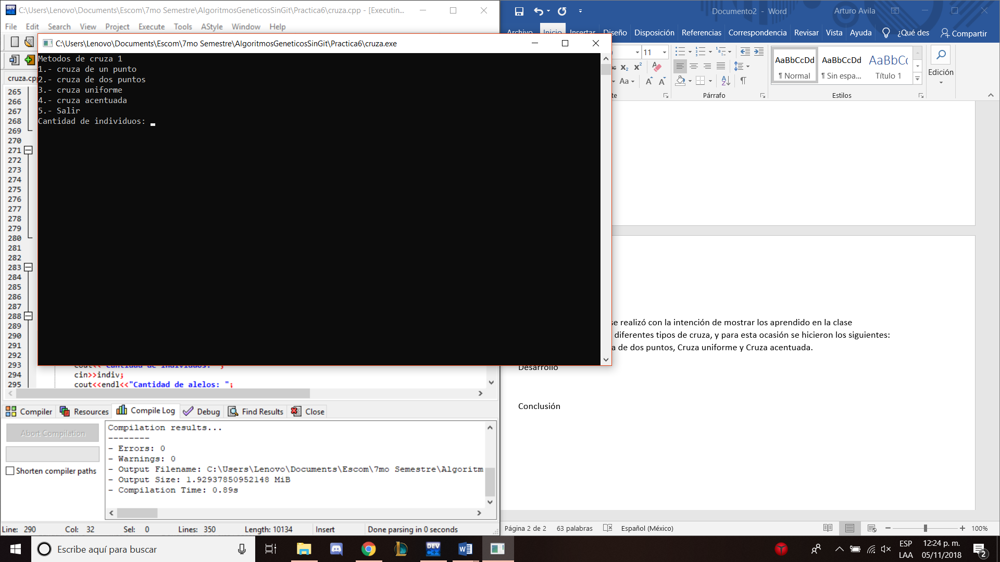 C:\Users\Lenovo\Documents\Escom\7mo Semestre\AlgoritmosGeneticosSinGit\Practica6\cruza.cpp - [Executin...
File Edit Search View Project Execute Tools AStyle Window Help
C:\Users\Lenovo\Documents\Escom\7mo Semestre\AlgoritmosGeneticosSinGit\Practica6\cruza.exe
Metodos de cruza 1
1.- cruza de un punto
2.- cruza de dos puntos
3.- cruza uniforme
4.- cruza acentuada
5.- Salir
Cantidad de individuos:
265
266
267
268
269
270
271
272
273
274
275
276
277
278
279
280
281
282
283
284
285
286
287
288
289
290
291
292
293
294 cin>>indiv;
295 cout<<endl<<"Cantidad de alelos: ";
Compiler Resources Compile Log Debug Find Results Close
Abort Compilation
Shorten compiler paths
Compilation results...
--------
- Errors: 0
- Warnings: 0
- Output Filename: C:\Users\Lenovo\Documents\Escom\7mo Semestre\Algoritm
- Output Size: 1.92937850952148 MiB
- Compilation Time: 0.89s
Line: 290 Col: 32 Sel: 0 Lines: 350 Length: 10134 Insert Done parsing in 0 seconds
Documento2 - Word Arturo Avila
Archivo Inicio Insertar Diseño Disposición Referencias Correspondencia Revisar Vista Ayuda ¿Qué des Compartir
11
AaBbCcDd AaBbCcDd AaBbCc
¶ Normal ¶ Sin espa... Título 1
Edición
Párrafo Estilos
se realizó con la intención de mostrar los aprendido en la clase
diferentes tipos de cruza, y para esta ocasión se hicieron los siguientes:
a de dos puntos, Cruza uniforme y Cruza acentuada.
Desarrollo
Conclusión
Página 2 de 2 63 palabras Español (México) 100%
Escribe aquí para buscar
ESP
LAA
12:24 p. m.
05/11/2018
2